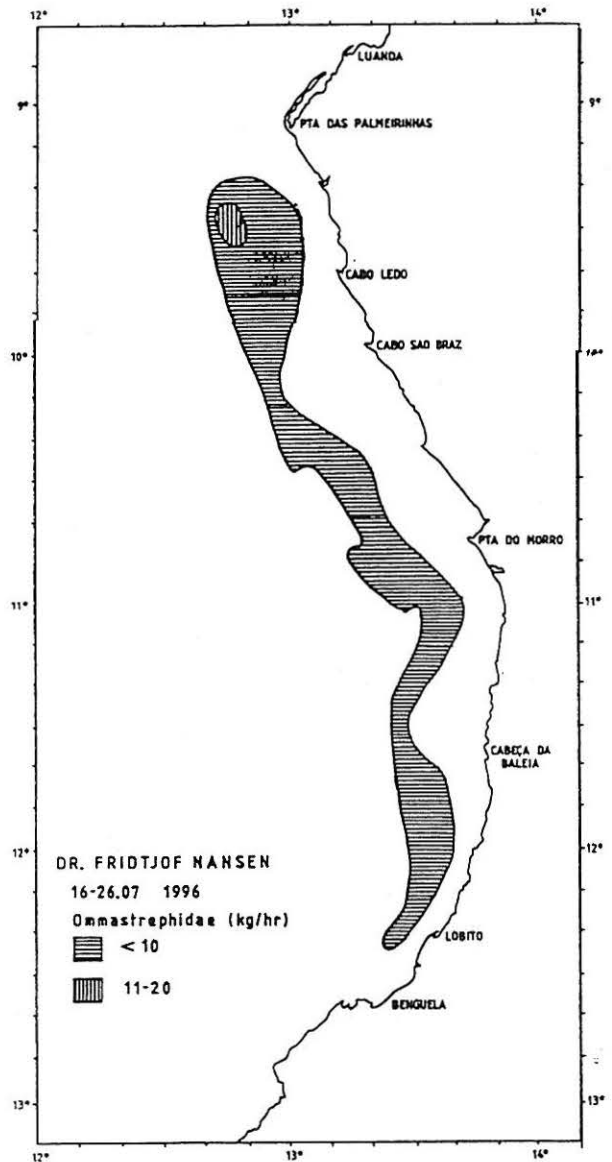 12° 13° 14°
LUANDA
9° 9°
PTA DAS PALMEIRINHAS
CABO LEDO
CABO SAO BRAZ
10° 10°
PTA DO MORRO
11° 11°
CABEÇA DA
BALEIA
12° 12°
DR. FRIDTJOF NANSEN
16-26.07 1996
Ommastrephidae (kg/hr)
< 10
11-20
LOBITO
BENGUELA
13° 13°
12° 13° 14°